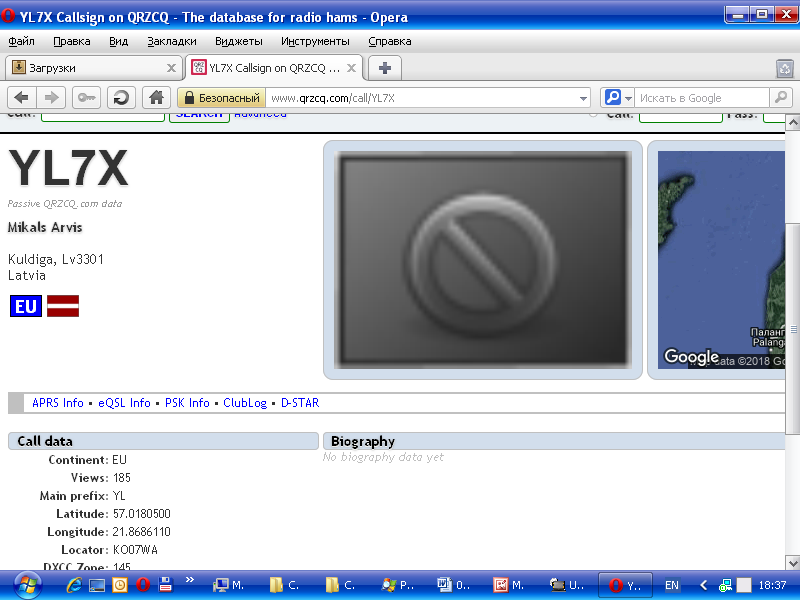 YL7X Callsign on QRZCQ - The database for radio hams - Opera
Файл Правка Вид Закладки Виджеты Инструменты Справка
Загрузки YL7X Callsign on QRZCQ ...
Безопасный www.qrzcq.com/call/YL7X Искать в Google
Call: SEARCH Advanced Call: Pass:
YL7X
Passive QRZCQ.com data
Mikals Arvis
Kuldiga, Lv3301
Latvia
EU
Паланг
Palanga
Google data ©2018 Go
APRS Info • eQSL Info • PSK Info • ClubLog • D-STAR
Call data Biography
No biography data yet
Continent: EU
Views: 185
Main prefix: YL
Latitude: 57.0180500
Longitude: 21.8686110
Locator: KO07WA
DXCC Zone: 145
» M. С. С. Р.. 0.. М. U.. Y.. EN 18:37